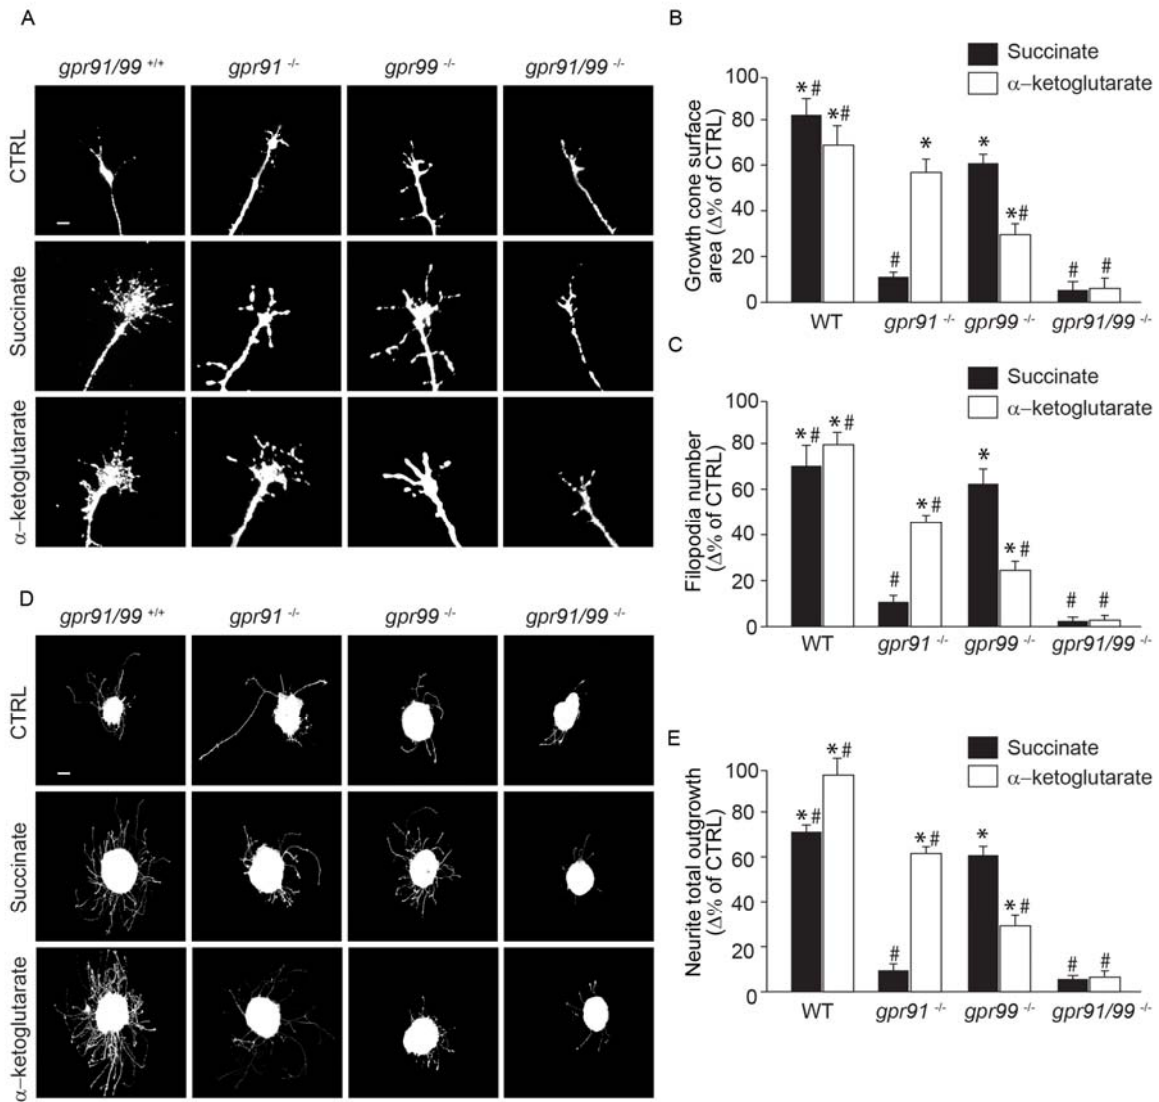 A
gpr91/99 +/+ gpr91 -/- gpr99 -/- gpr91/99 -/-
CTRL
Succinate
α-ketoglutarate
B
Succinate
α-ketoglutarate
Growth cone surface
area (Δ% of CTRL)
100
80
60
40
20
0
*# *# # * * *# # #
WT gpr91 -/- gpr99 -/- gpr91/99 -/-
C
Succinate
α-ketoglutarate
Filopodia number
(Δ% of CTRL)
100
80
60
40
20
0
*# *# # *# * *# # #
WT gpr91 -/- gpr99 -/- gpr91/99 -/-
D
gpr91/99 +/+ gpr91 -/- gpr99 -/- gpr91/99 -/-
CTRL
Succinate
α-ketoglutarate
E
Succinate
α-ketoglutarate
Neurite total outgrowth
(Δ% of CTRL)
100
80
60
40
20
0
*# *# # *# * *# # #
WT gpr91 -/- gpr99 -/- gpr91/99 -/-